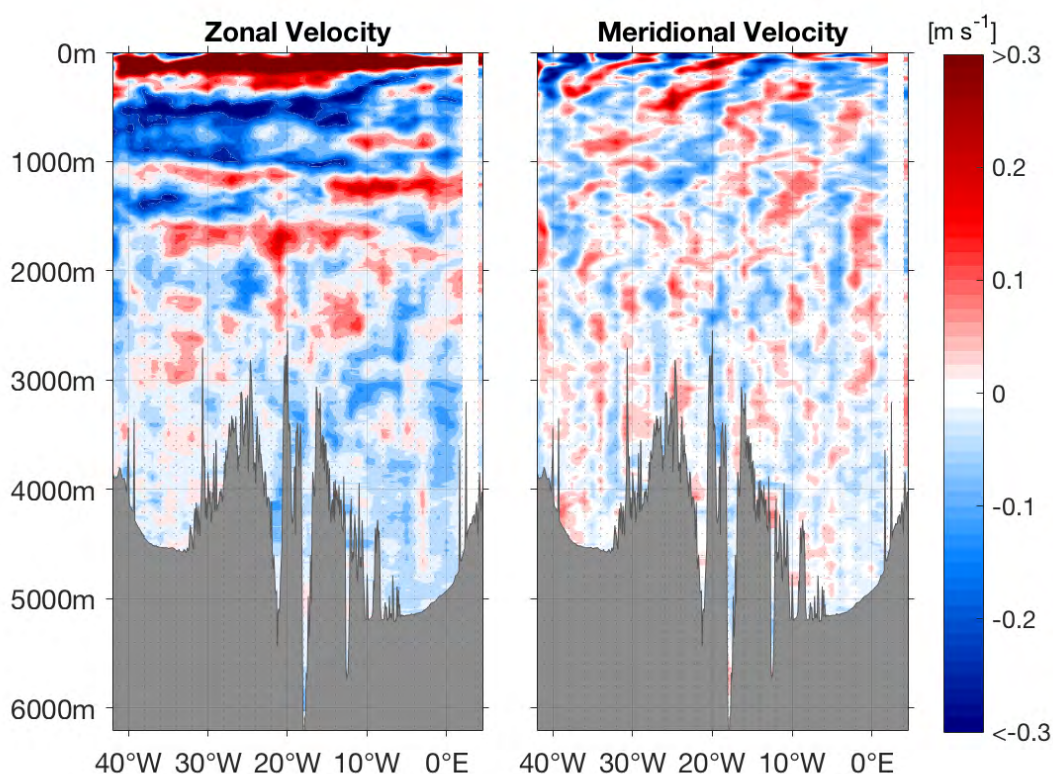 Zonal Velocity
Meridional Velocity
[m s⁻¹]
0m
1000m
2000m
3000m
4000m
5000m
6000m
40°W 30°W 20°W 10°W 0°E
40°W 30°W 20°W 10°W 0°E
>0.3
0.2
0.1
0
-0.1
-0.2
<-0.3